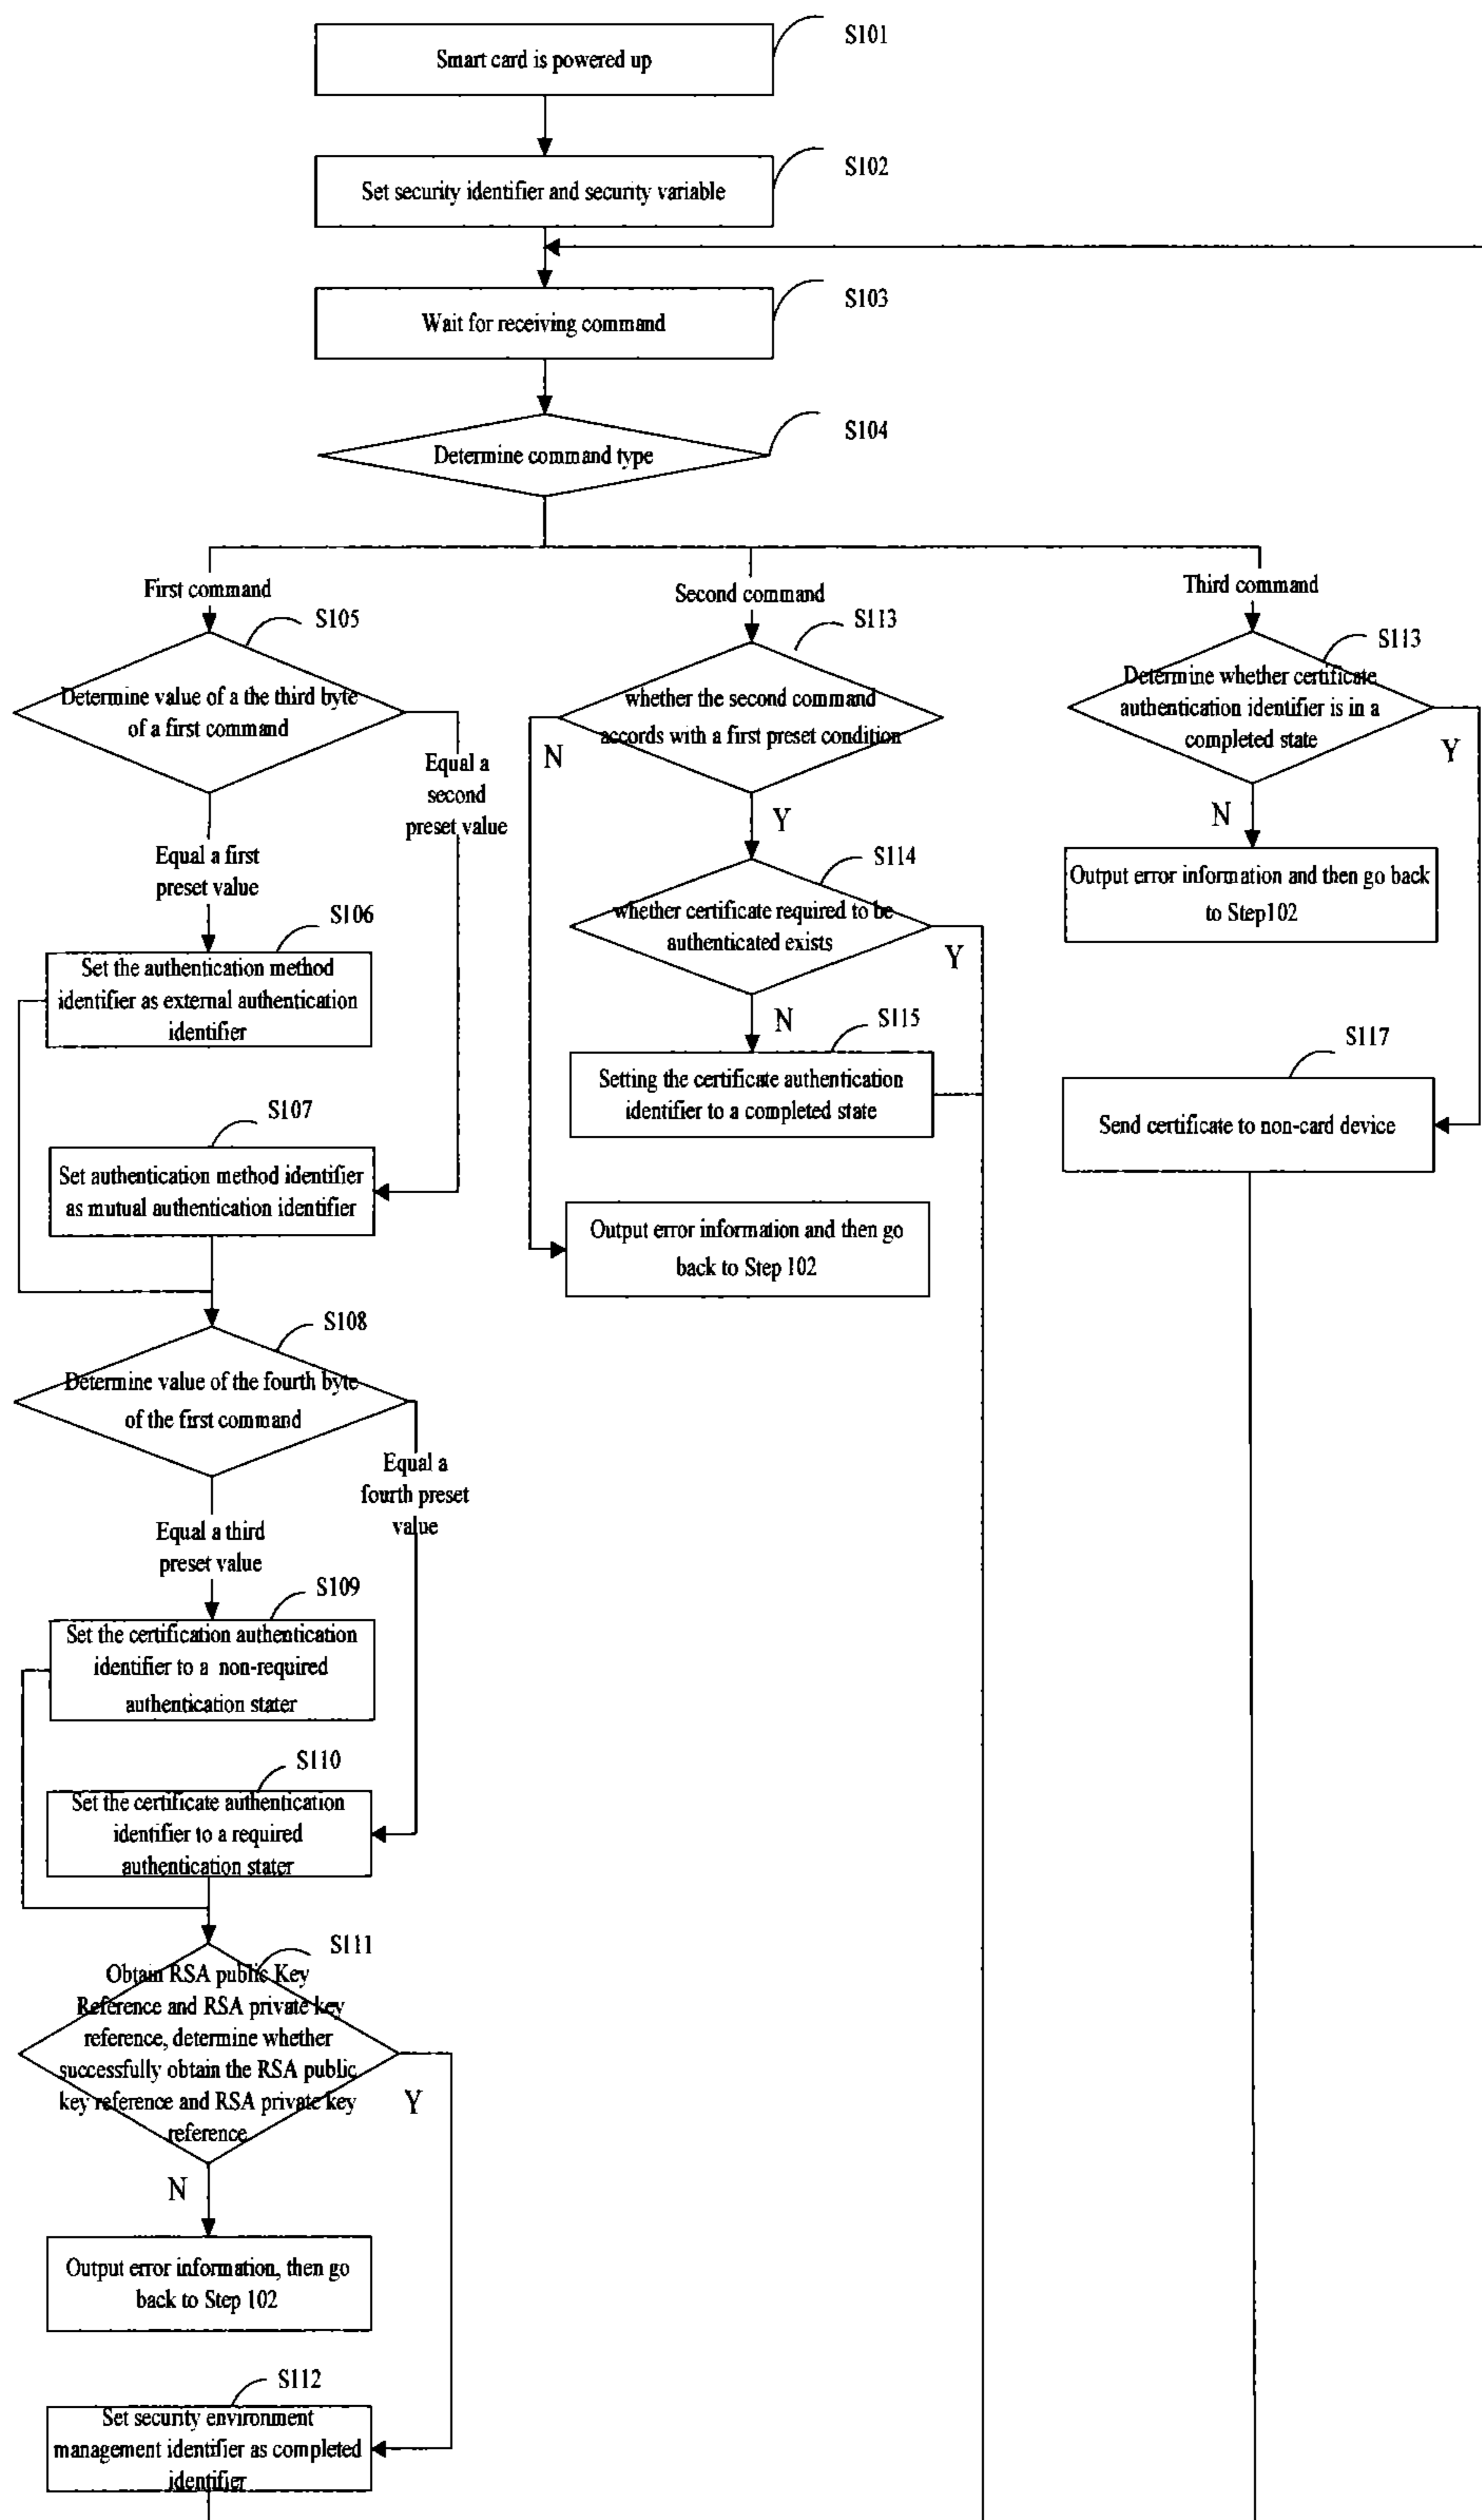 S101
Smart card is powered up
S102
Set security identifier and security variable
S103
Wait for receiving command
S104
Determine command type
First command
S105
Determine value of a the third byte
of a first command
Equal a
second
preset value
Equal a first
preset value
S106
Set the authentication method
identifier as external authentication
identifier
S107
Set authentication method identifier
as mutual authentication identifier
S108
Determine value of the fourth byte
of the first command
Equal a
fourth preset
value
Equal a third
preset value
S109
Set the certification authentication
identifier to a non-required
authentication stater
S110
Set the certificate authentication
identifier to a required
authentication stater
S111
Obtain RSA public Key
Reference and RSA private key
reference, determine whether
successfully obtain the RSA public
key reference and RSA private key
reference
Y
N
Output error information, then go
back to Step 102
S112
Set security environment
management identifier as completed
identifier
Second command
S113
whether the second command
accords with a first preset condition
N
Y
S114
whether certificate required to be
authenticated exists
Y
N
S115
Setting the certificate authentication
identifier to a completed state
Output error information and then go
back to Step 102
Third command
S113
Determine whether certificate
authentication identifier is in a
completed state
Y
N
Output error information and then go back
to Step102
S117
Send certificate to non-card device